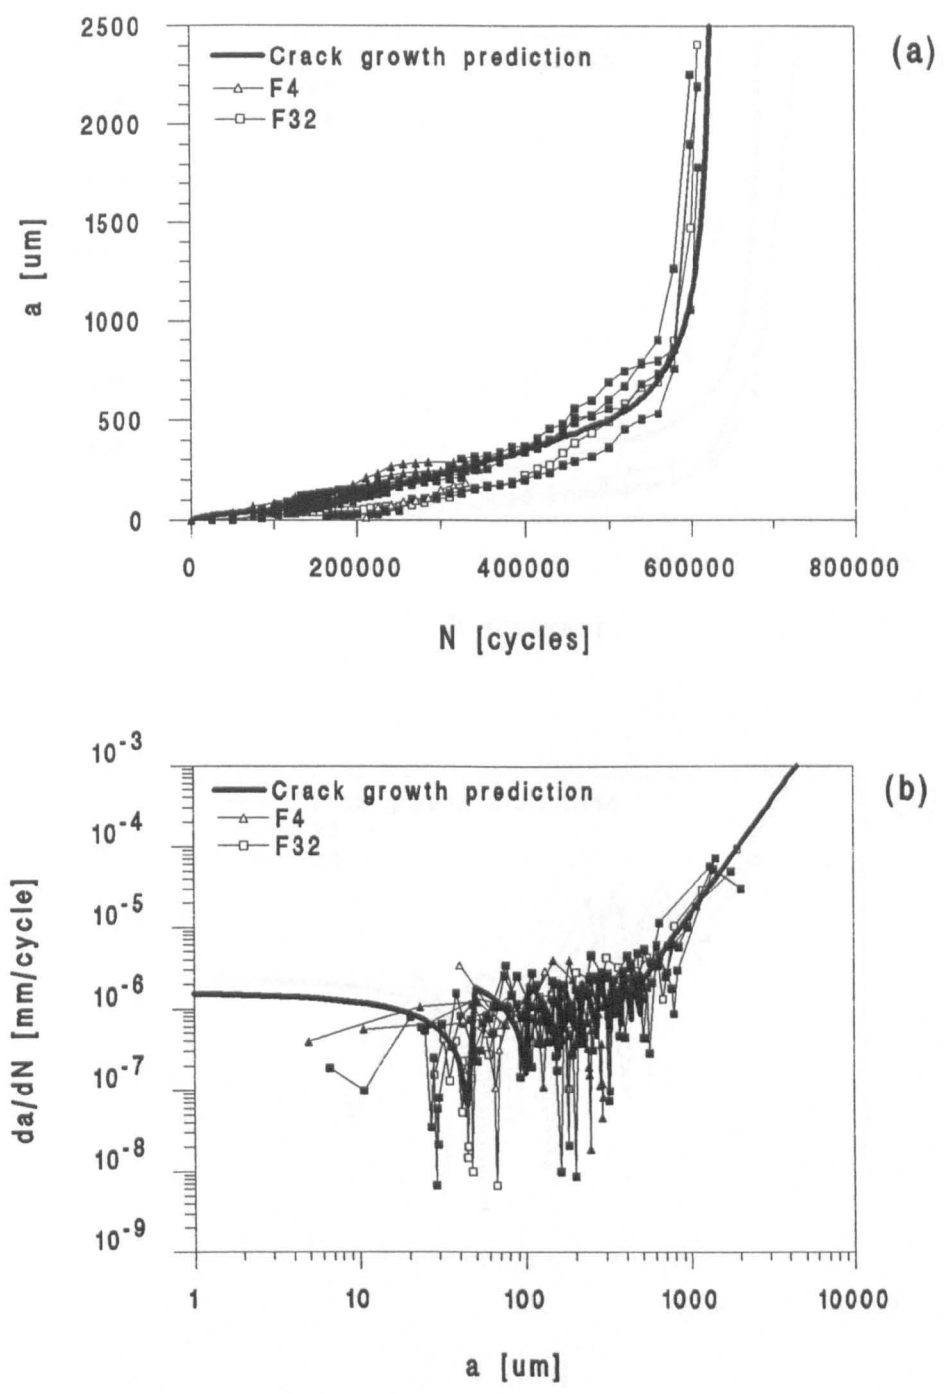 2500
(a)
Crack growth prediction
F4
F32
2000
1500
1000
500
0
a [um]
0 200000 400000 600000 800000
N [cycles]
10-3
(b)
Crack growth prediction
F4
F32
10-4
10-5
10-6
10-7
10-8
10-9
da/dN [mm/cycle]
1 10 100 1000 10000
a [um]